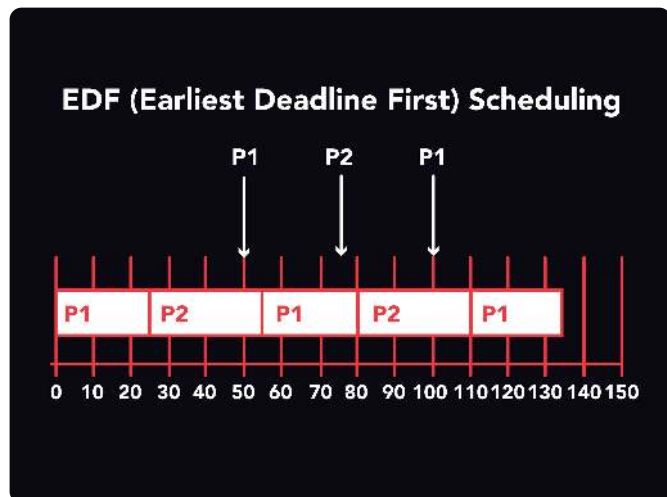 EDF (Earliest Deadline First) Scheduling
P1 P2 P1
P1 P2 P1 P2 P1
0 10 20 30 40 50 60 70 80 90 100 110 120 130 140 150